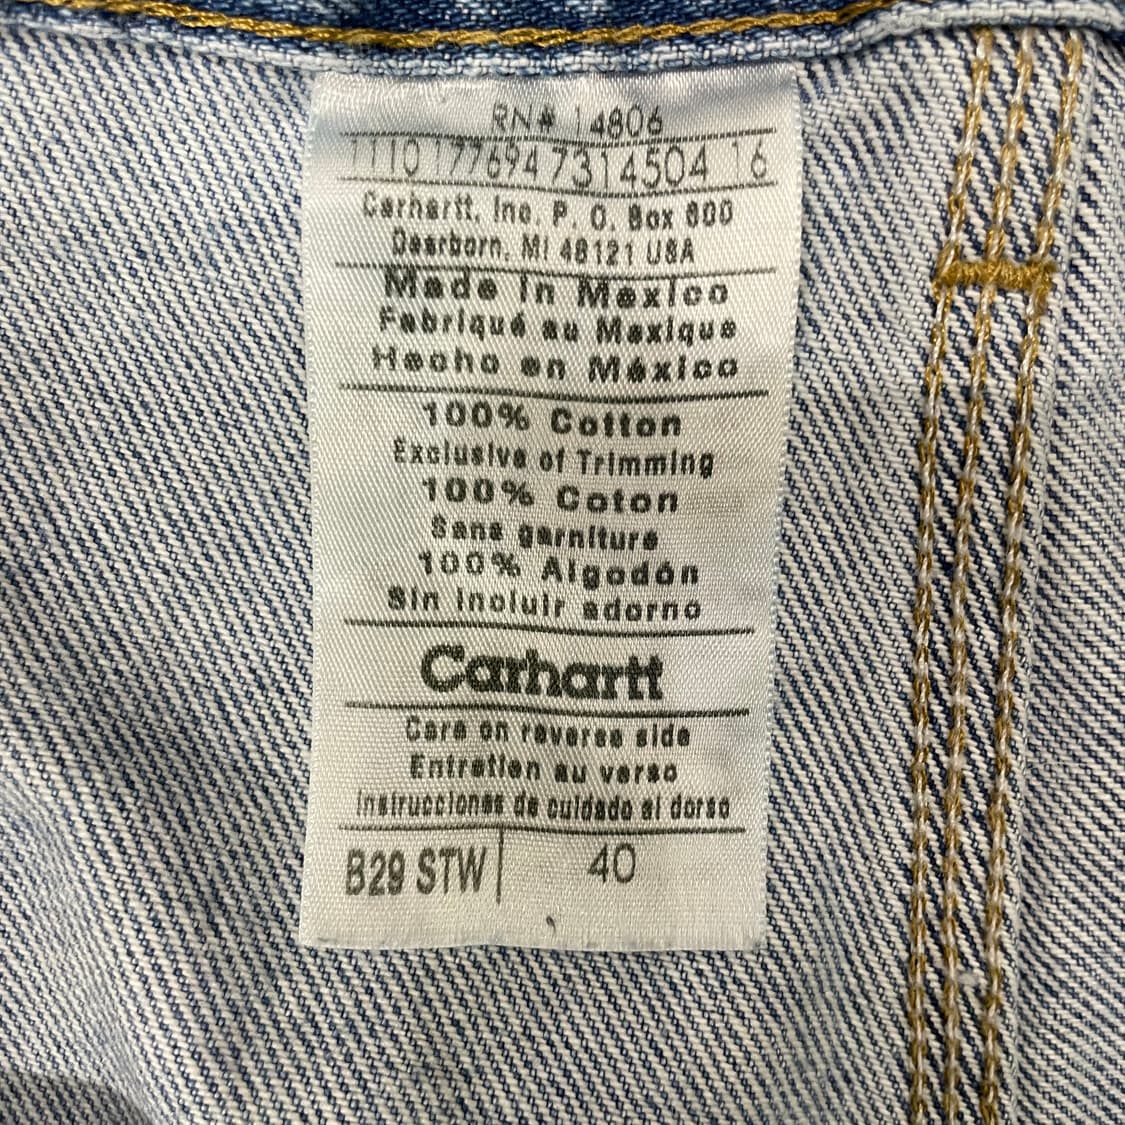 RN# 14806
1110 17769473 14504 16
Carhartt, Inc. P. O. Box 600
Dearborn, MI 48121 USA
Made in Mexico
Fabriqué au Mexique
Hecho en México
100% Cotton
Exclusive of Trimming
100% Coton
Sans garniture
100% Algodón
Sin incluir adorno
Carhartt
Care on reverse side
Entretien au verso
Instrucciones de cuidado al dorso
B29 STW 40